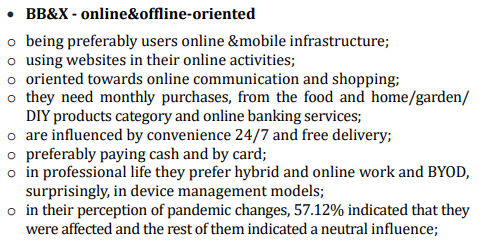 • BB&X - online&offline-oriented
o being preferably users online &mobile infrastructure;
o using websites in their online activities;
o oriented towards online communication and shopping;
o they need monthly purchases, from the food and home/garden/
DIY products category and online banking services;
o are influenced by convenience 24/7 and free delivery;
o preferably paying cash and by card;
o in professional life they prefer hybrid and online work and BYOD,
surprisingly, in device management models;
o in their perception of pandemic changes, 57.12% indicated that they
were affected and the rest of them indicated a neutral influence;